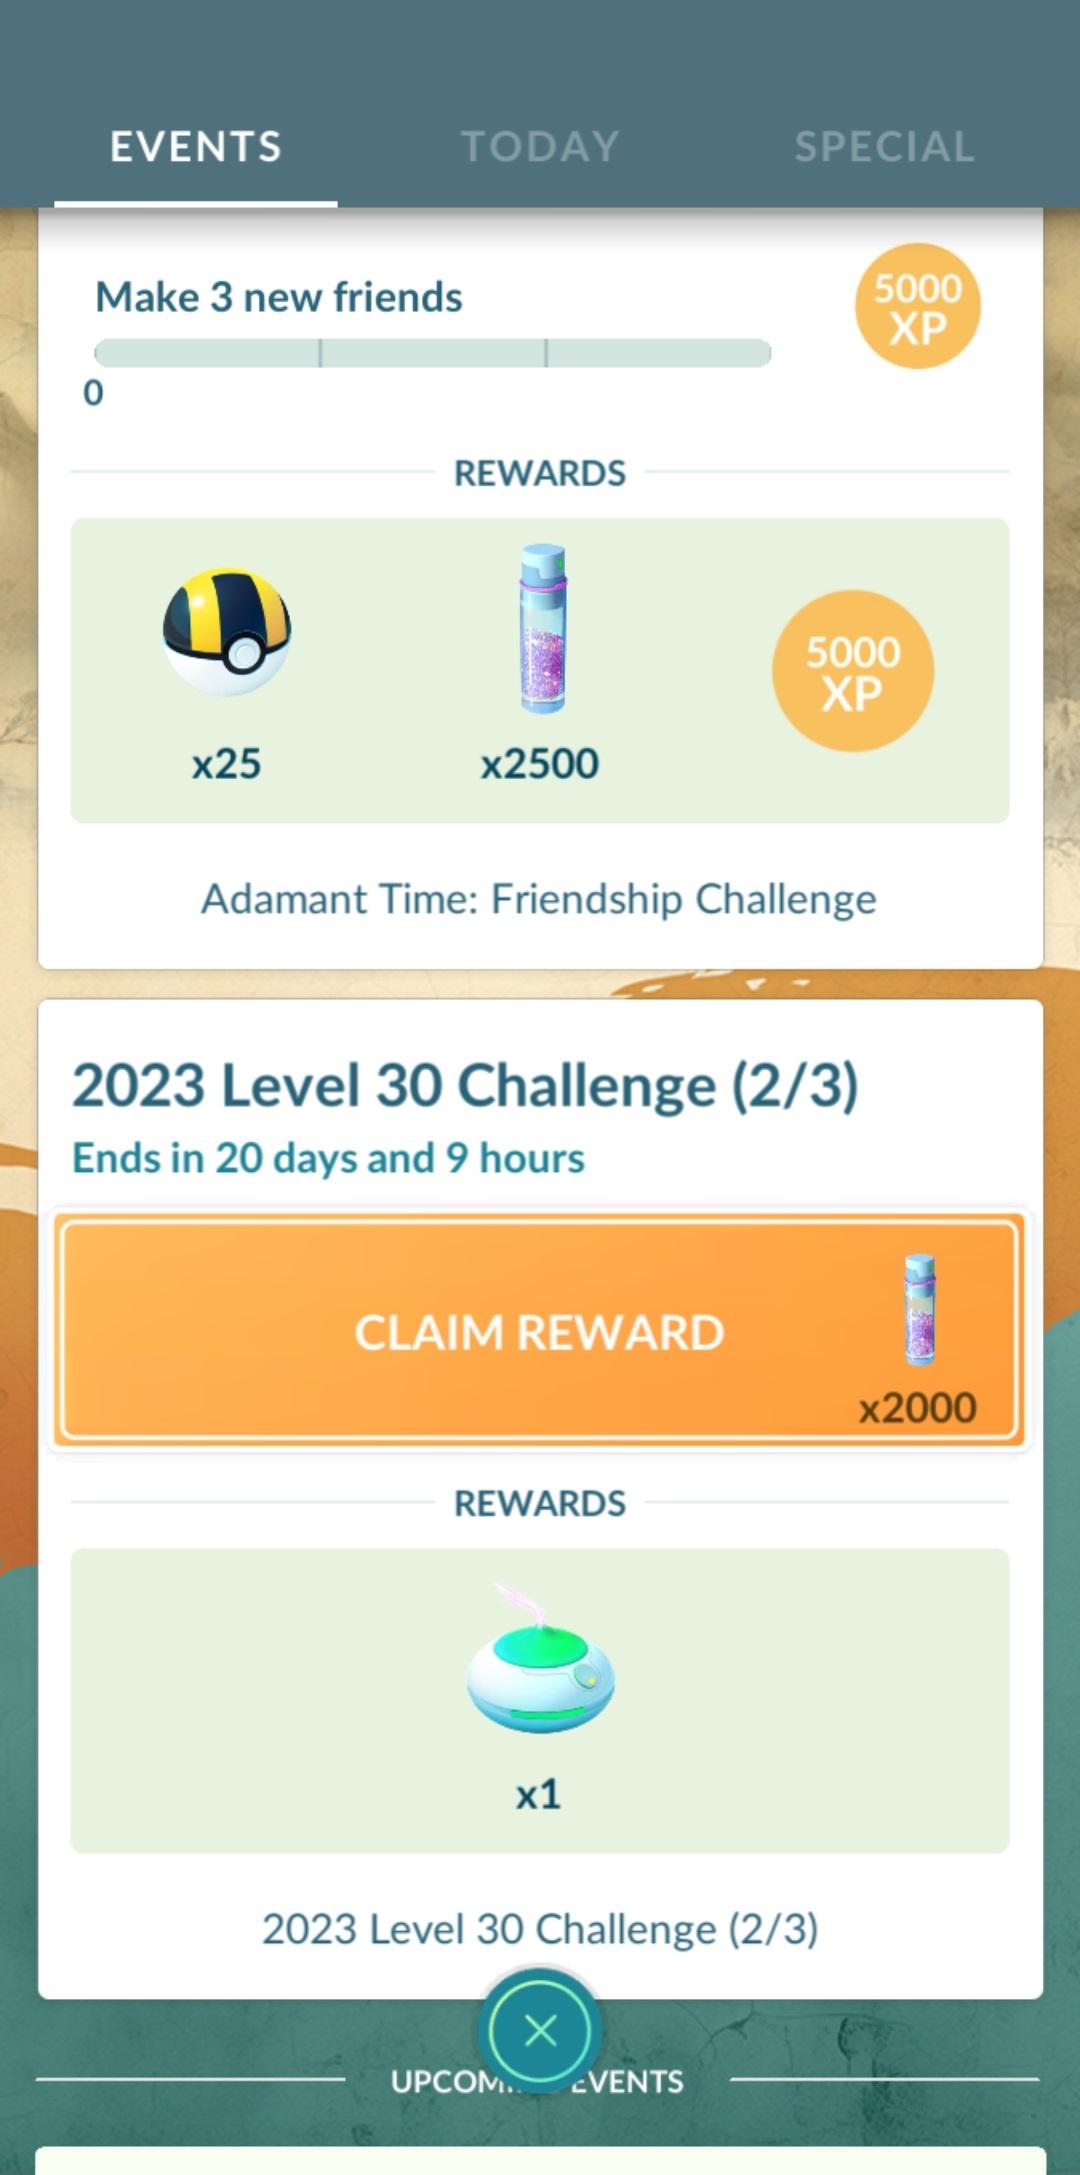 EVENTS
TODAY
SPECIAL
Make 3 new friends
5000
XP
0
REWARDS
x25
x2500
5000
XP
Adamant Time: Friendship Challenge
2023 Level 30 Challenge (2/3)
Ends in 20 days and 9 hours
CLAIM REWARD
x2000
REWARDS
x1
2023 Level 30 Challenge (2/3)
EVENTS